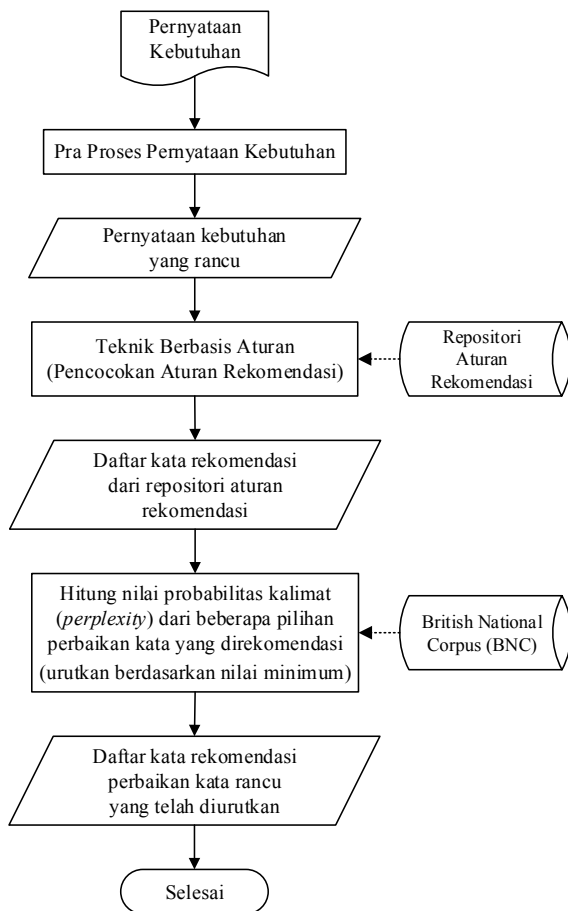 Pernyataan
Kebutuhan
Pra Proses Pernyataan Kebutuhan
Pernyataan kebutuhan
yang rancu
Teknik Berbasis Aturan
(Pencocokan Aturan Rekomendasi)
Repositori
Aturan
Rekomendasi
Daftar kata rekomendasi
dari repositori aturan
rekomendasi
Hitung nilai probabilitas kalimat
(perplexity) dari beberapa pilihan
perbaikan kata yang direkomendasi
(urutkan berdasarkan nilai minimum)
British National
Corpus (BNC)
Daftar kata rekomendasi
perbaikan kata rancu
yang telah diurutkan
Selesai